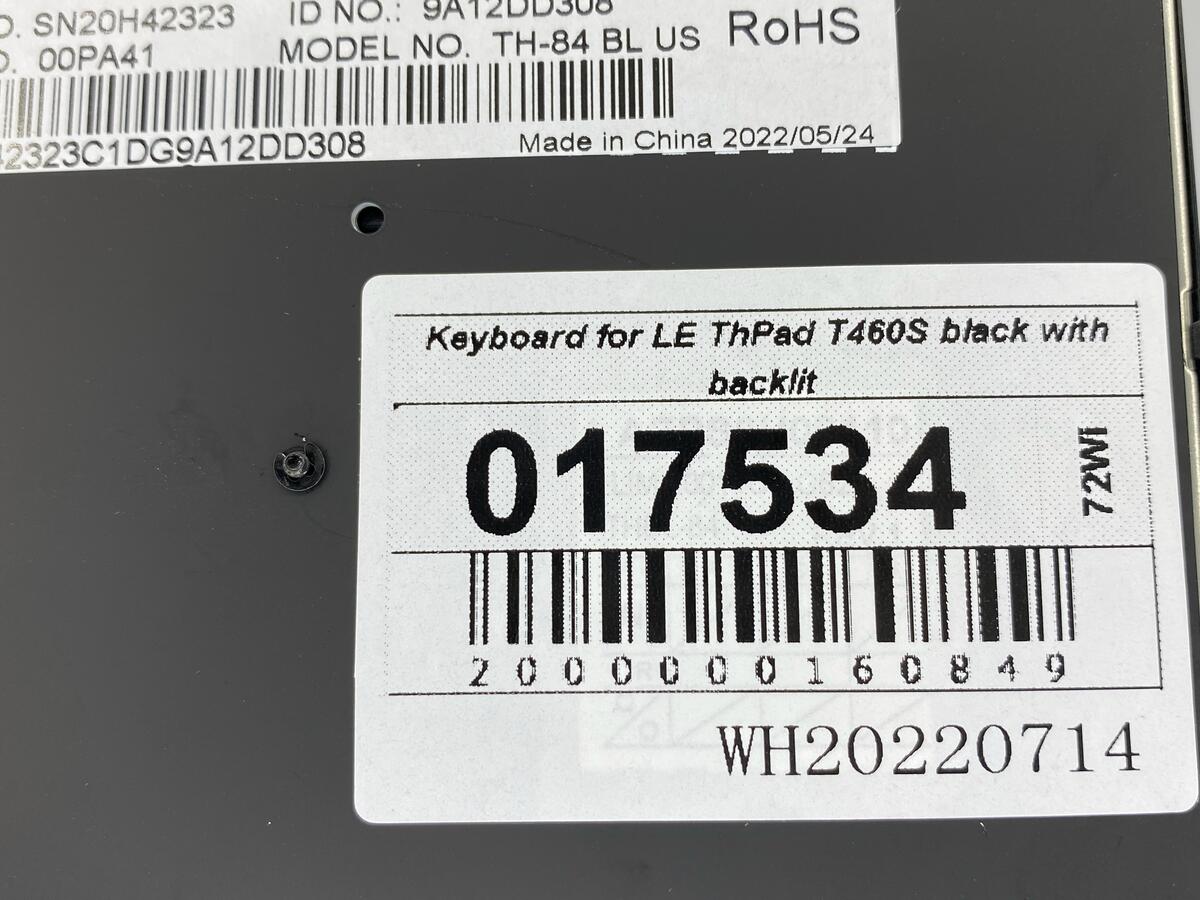 O. SN20H42323 ID NO.: 9A12DD308
O. 00PA41 MODEL NO. TH-84 BL US RoHS
42323C1DG9A12DD308
Made in China 2022/05/24
Keyboard for LE ThPad T460S black with
backlit
017534
72WI
2000000160849
WH20220714